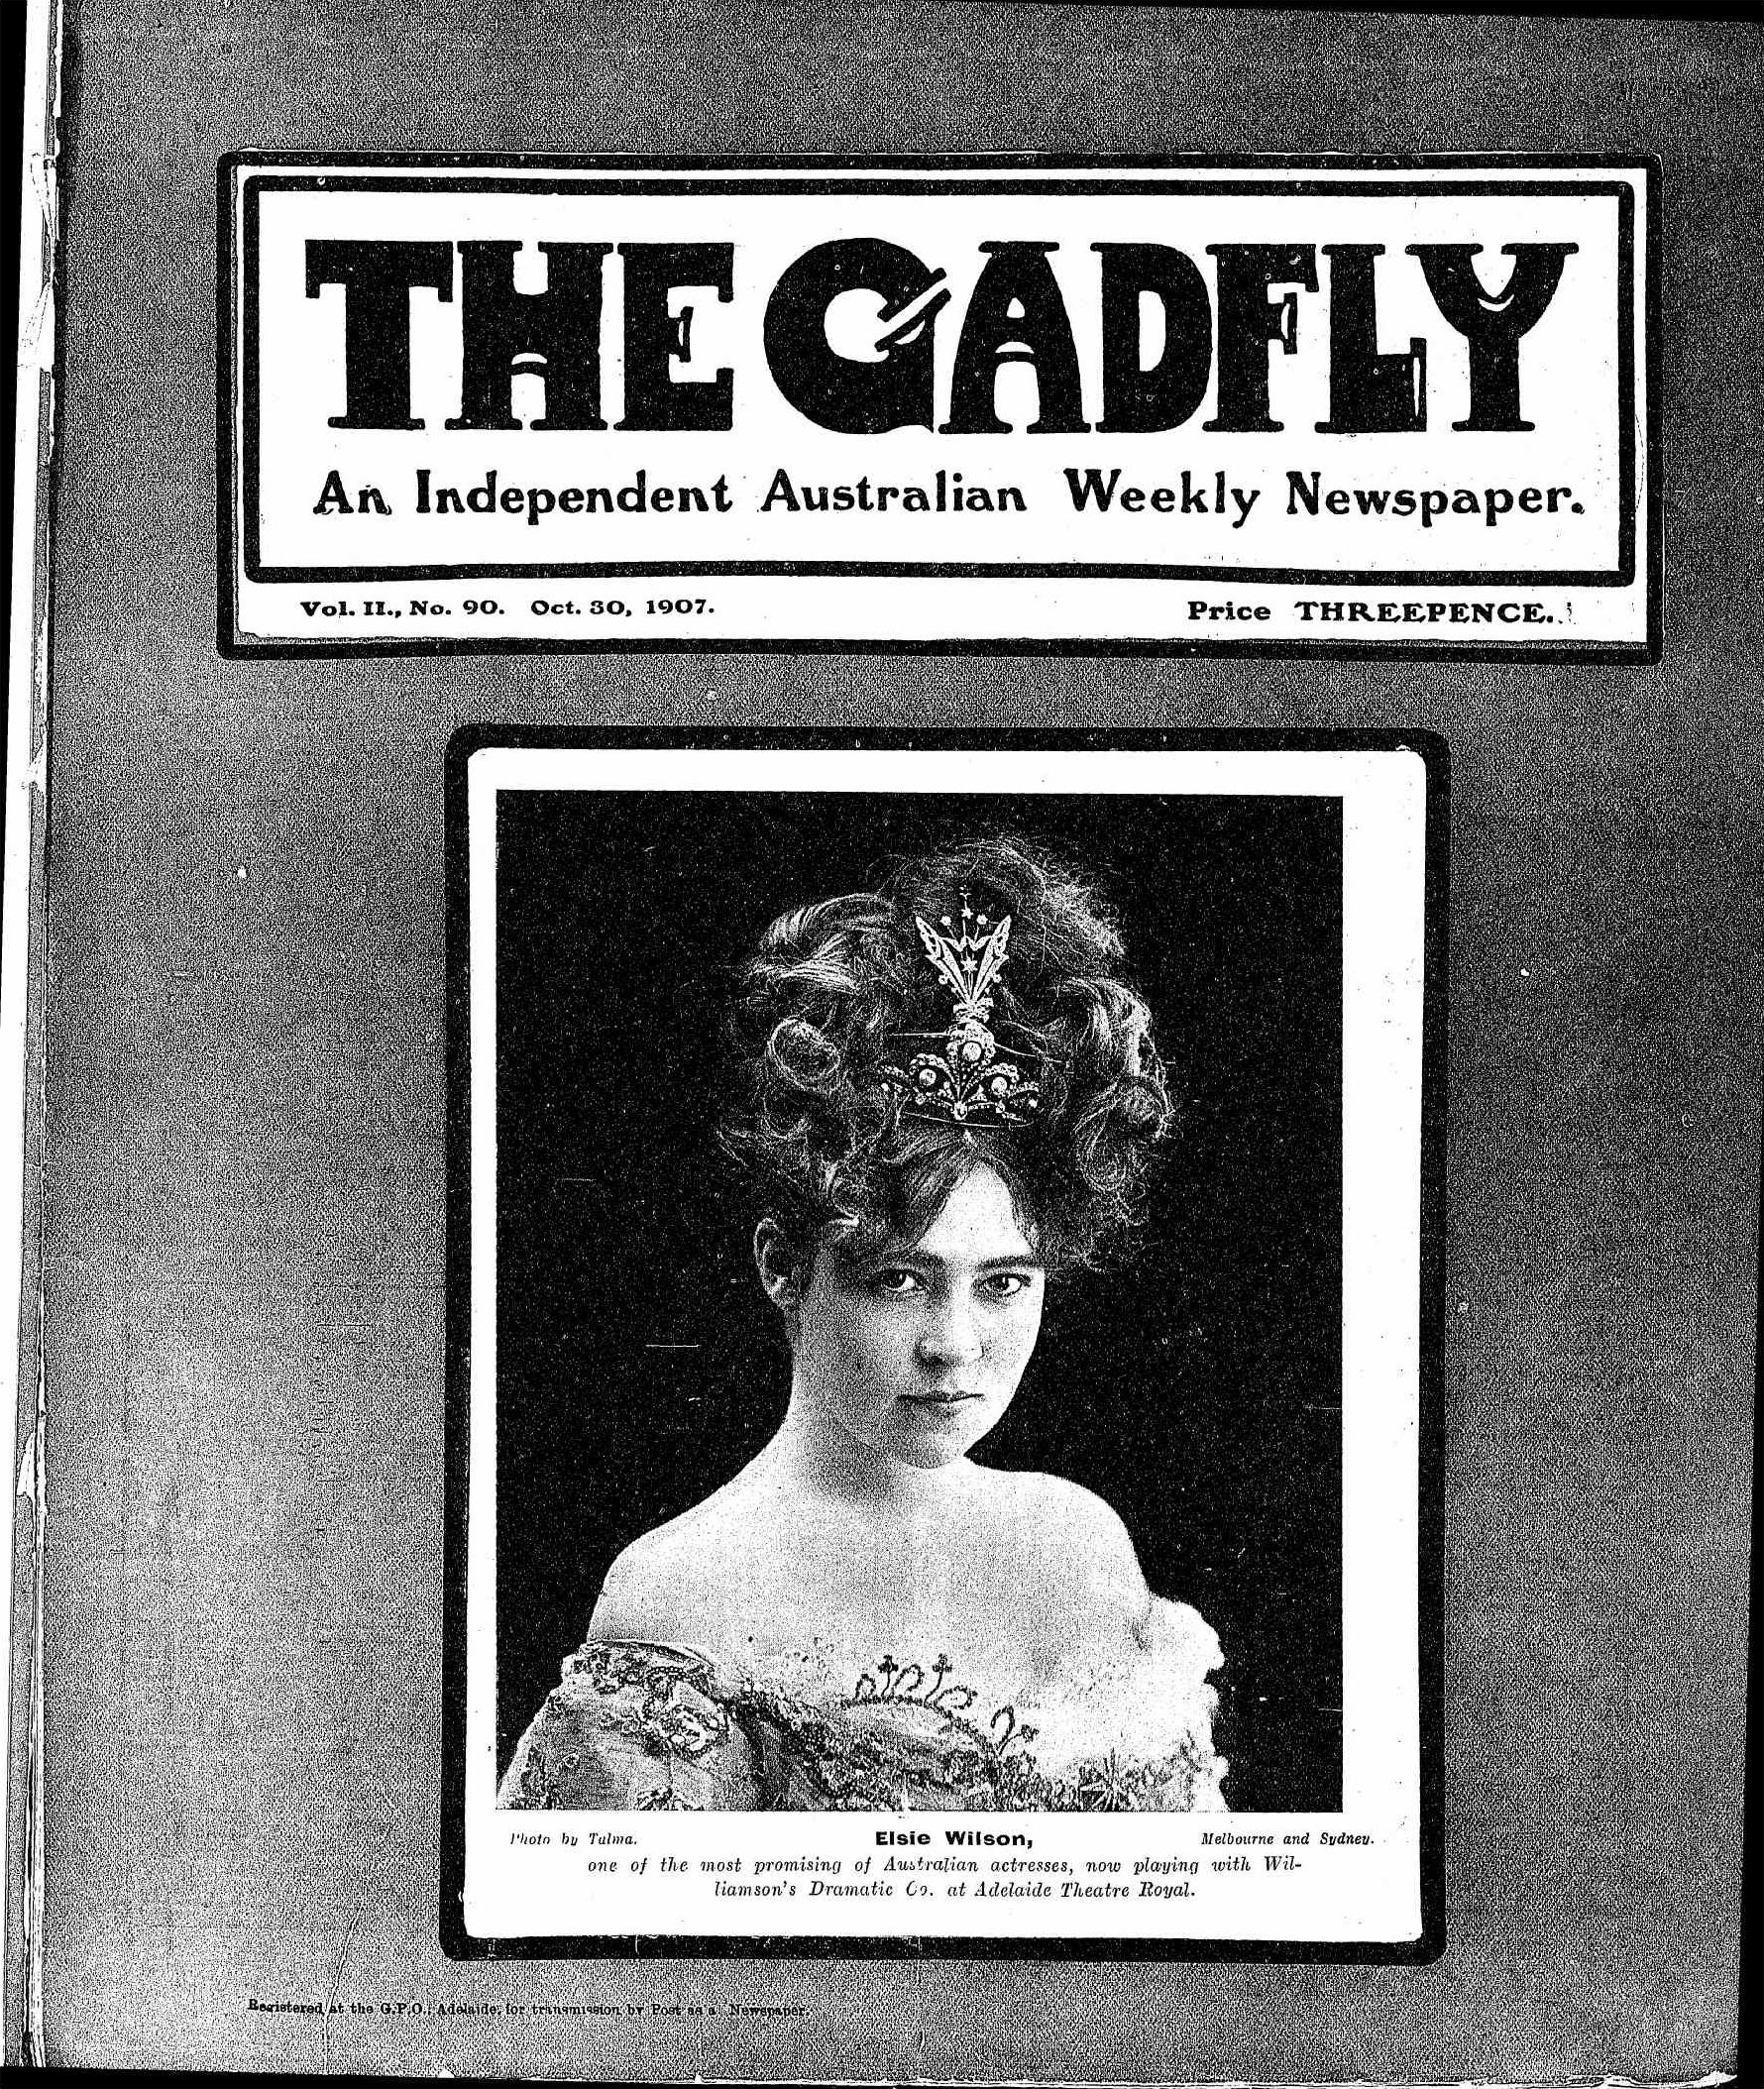 THE GADFLY
An Independent Australian Weekly Newspaper.
Vol. II., No. 90. Oct. 30, 1907.
Price THREEPENCE.
Photo by Talma.
Elsie Wilson,
Melbourne and Sydney.
one of the most promising of Australian actresses, now playing with Wil-
liamson's Dramatic Co. at Adelaide Theatre Royal.
Registered at the G.P.O., Adelaide, for transmission by Post as a Newspaper.